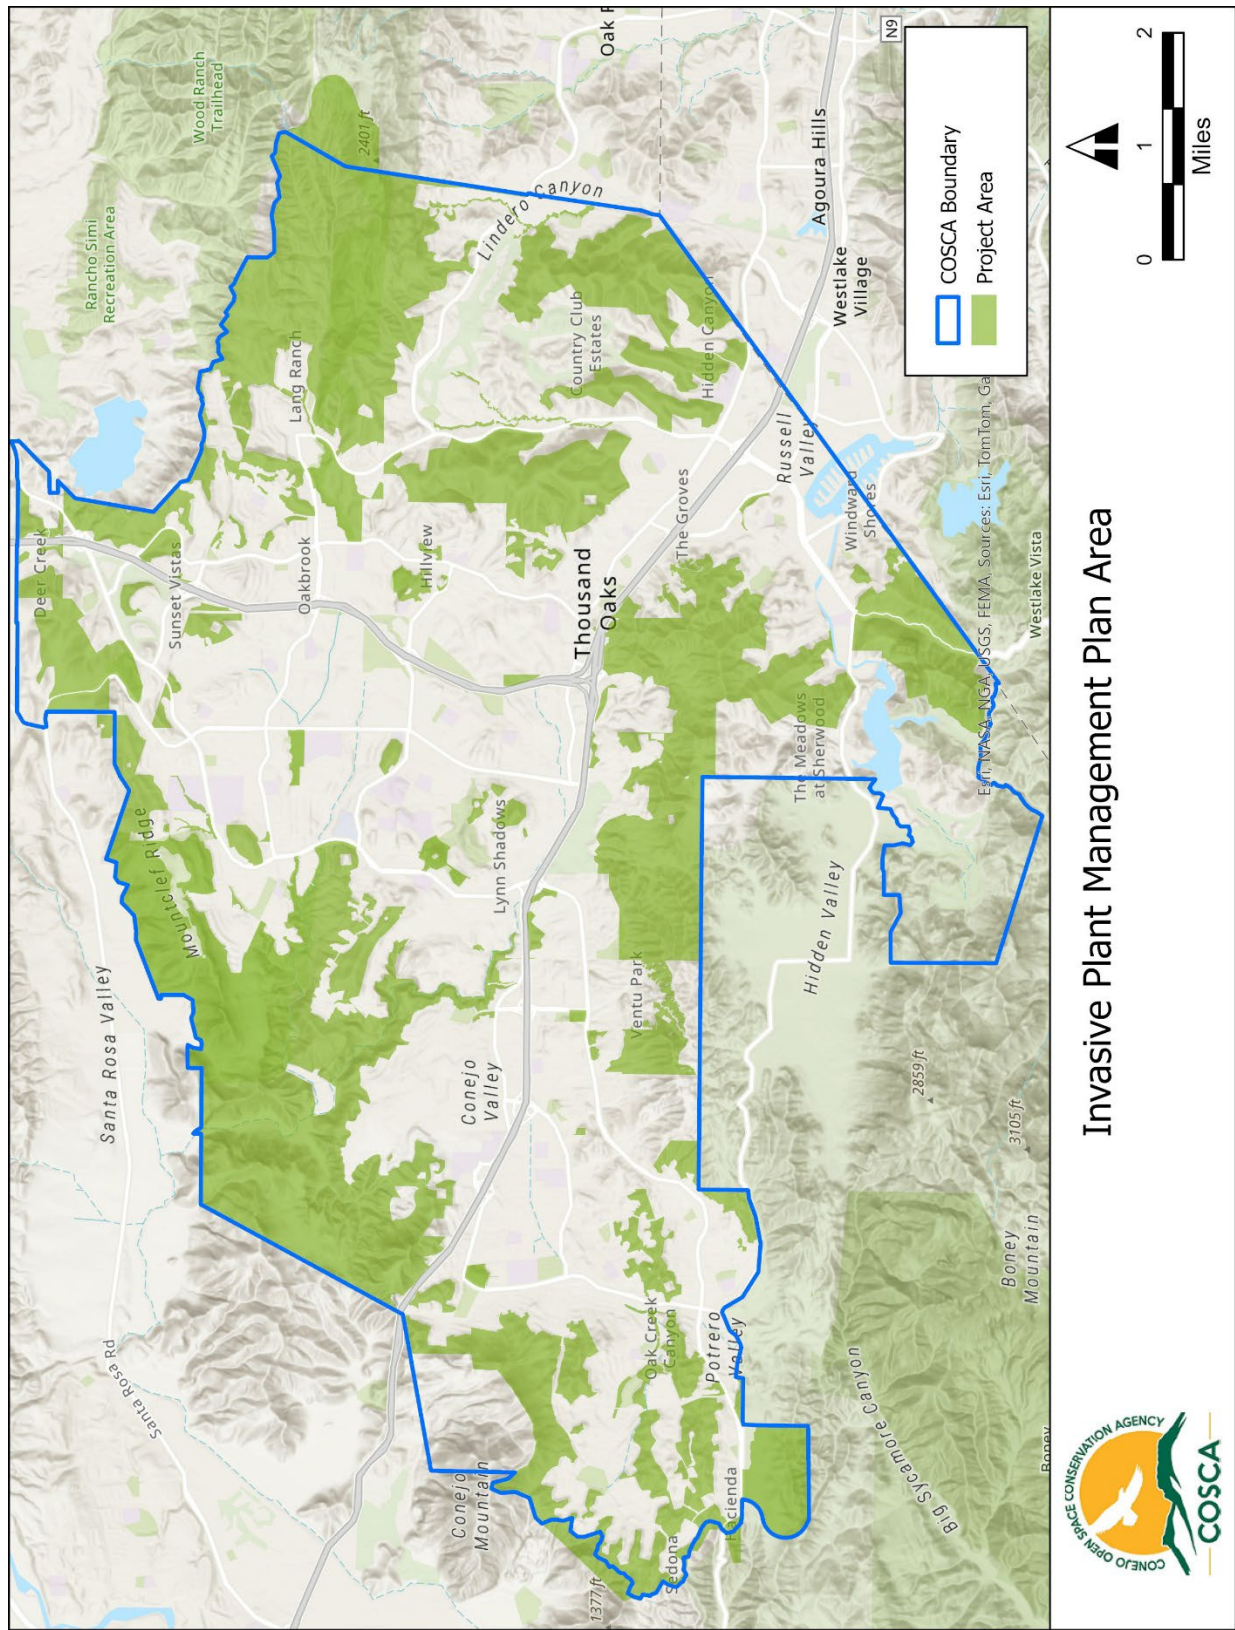 Santa Rosa Rd
Santa Rosa Valley
Deer Creek
Rancho Simi
Recreation Area
Wood Ranch
Trailhead
Mountclef Ridge
Sunset Vistas
Oakbrook
Lang Ranch
2401 ft
Hillview
Conejo
Mountain
Conejo
Valley
Lynn Shadows
Lindero Canyon
Thousand
Oaks
Country Club
Estates
Oak P
1377 ft
Sedona
Oak Creek
Canyon
Ventu Park
The Groves
Hidden Canyon
Potrero
Valley
Hacienda
Hidden Valley
The Meadows
at Sherwood
Russell
Valley
Windward
Shores
Westlake
Village
Agoura Hills
N9
Big Sycamore Canyon
2859 ft
3105 ft
Boney
Mountain
Boney
Westlake Vista
Esri, NASA, NGA, USGS, FEMA, Sources: Esri, TomTom, Ga
COSCA Boundary
Project Area
CONEJO OPEN SPACE CONSERVATION AGENCY
COSCA
Invasive Plant Management Plan Area
0 1 2
Miles